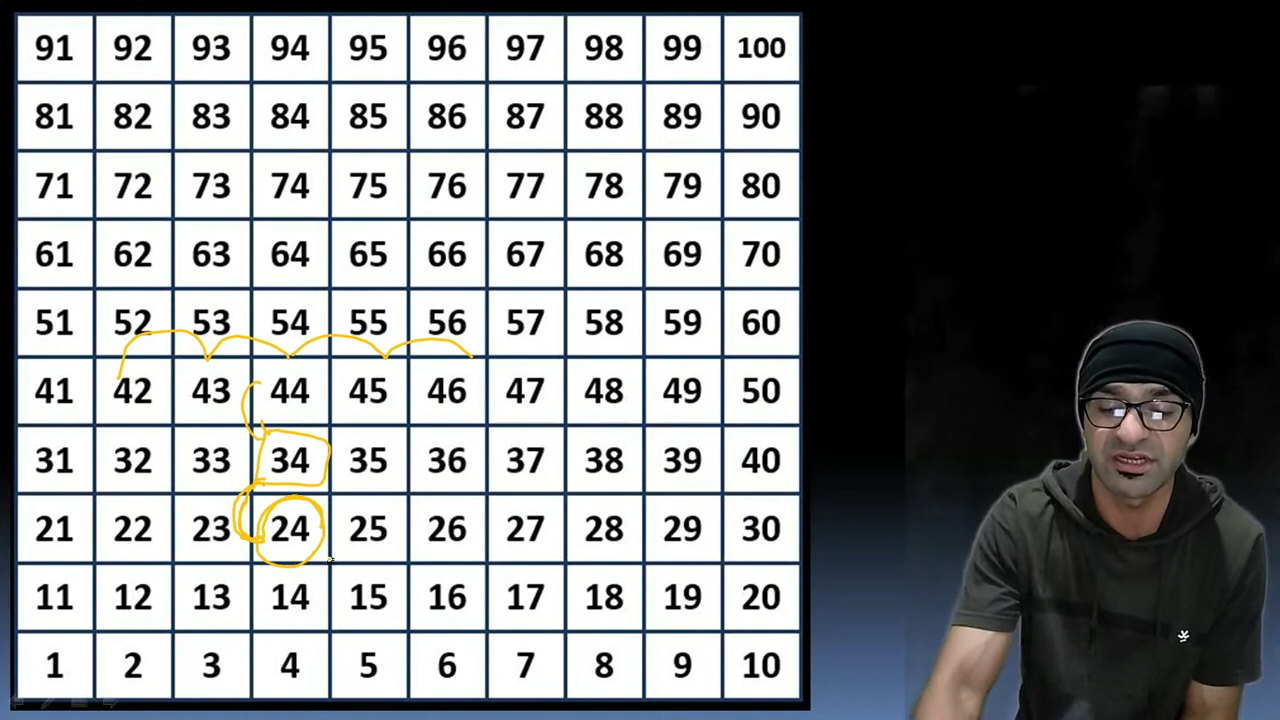 91 92 93 94 95 96 97 98 99 100
81 82 83 84 85 86 87 88 89 90
71 72 73 74 75 76 77 78 79 80
61 62 63 64 65 66 67 68 69 70
51 52 53 54 55 56 57 58 59 60
41 42 43 44 45 46 47 48 49 50
31 32 33 34 35 36 37 38 39 40
21 22 23 24 25 26 27 28 29 30
11 12 13 14 15 16 17 18 19 20
1 2 3 4 5 6 7 8 9 10